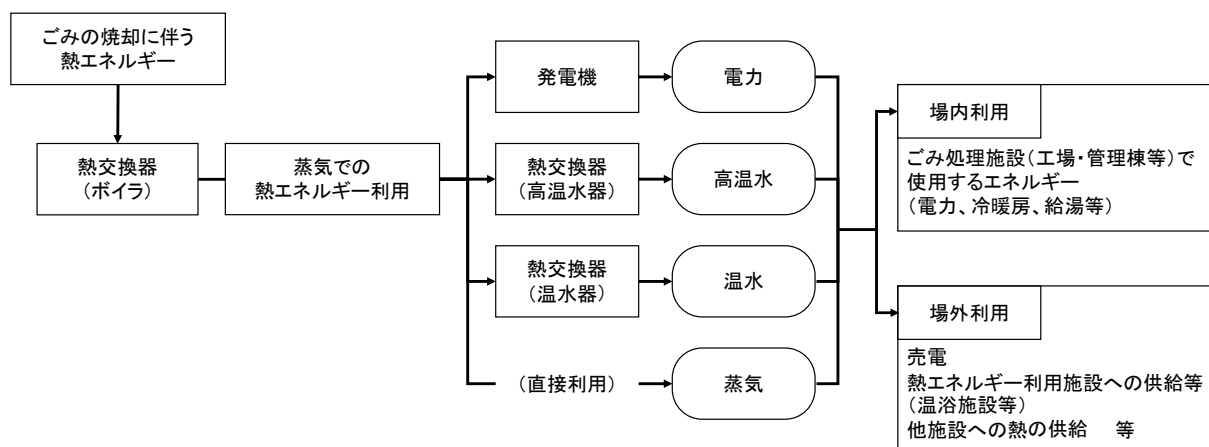 ごみの焼却に伴う
熱エネルギー
熱交換器
(ボイラ)
蒸気での
熱エネルギー利用
発電機
電力
熱交換器
(高温水器)
高温水
熱交換器
(温水器)
温水
(直接利用)
蒸気
場内利用
ごみ処理施設(工場・管理棟等)で
使用するエネルギー
(電力、冷暖房、給湯等)
場外利用
売電
熱エネルギー利用施設への供給等
(温浴施設等)
他施設への熱の供給　等